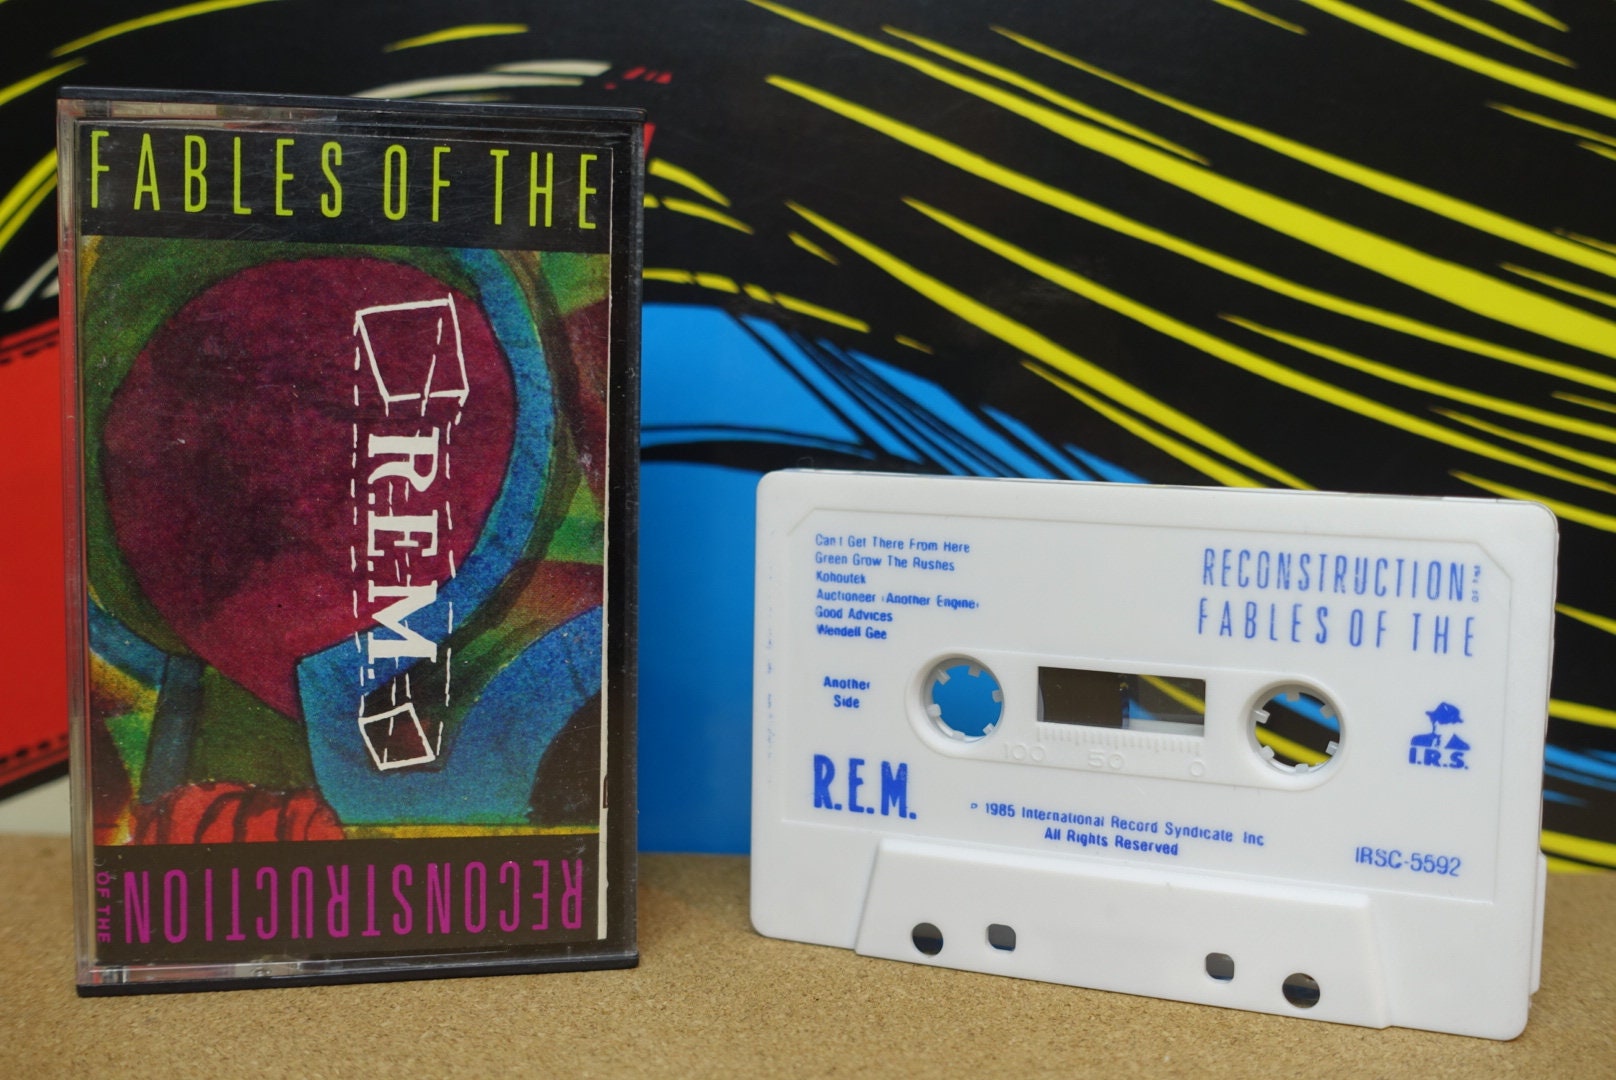 FABLES OF THE
R.E.M.
RECONSTRUCTION
OF THE
Can't Get There From Here
Green Grow The Rushes
Kohoutek
Auctioneer (Another Engine)
Good Advices
Wendell Gee
Another
Side
R.E.M.
RECONSTRUCTION OF THE
FABLES OF THE
I.R.S.
℗ 1985 International Record Syndicate Inc
All Rights Reserved
IRSC-5592
100 50 0